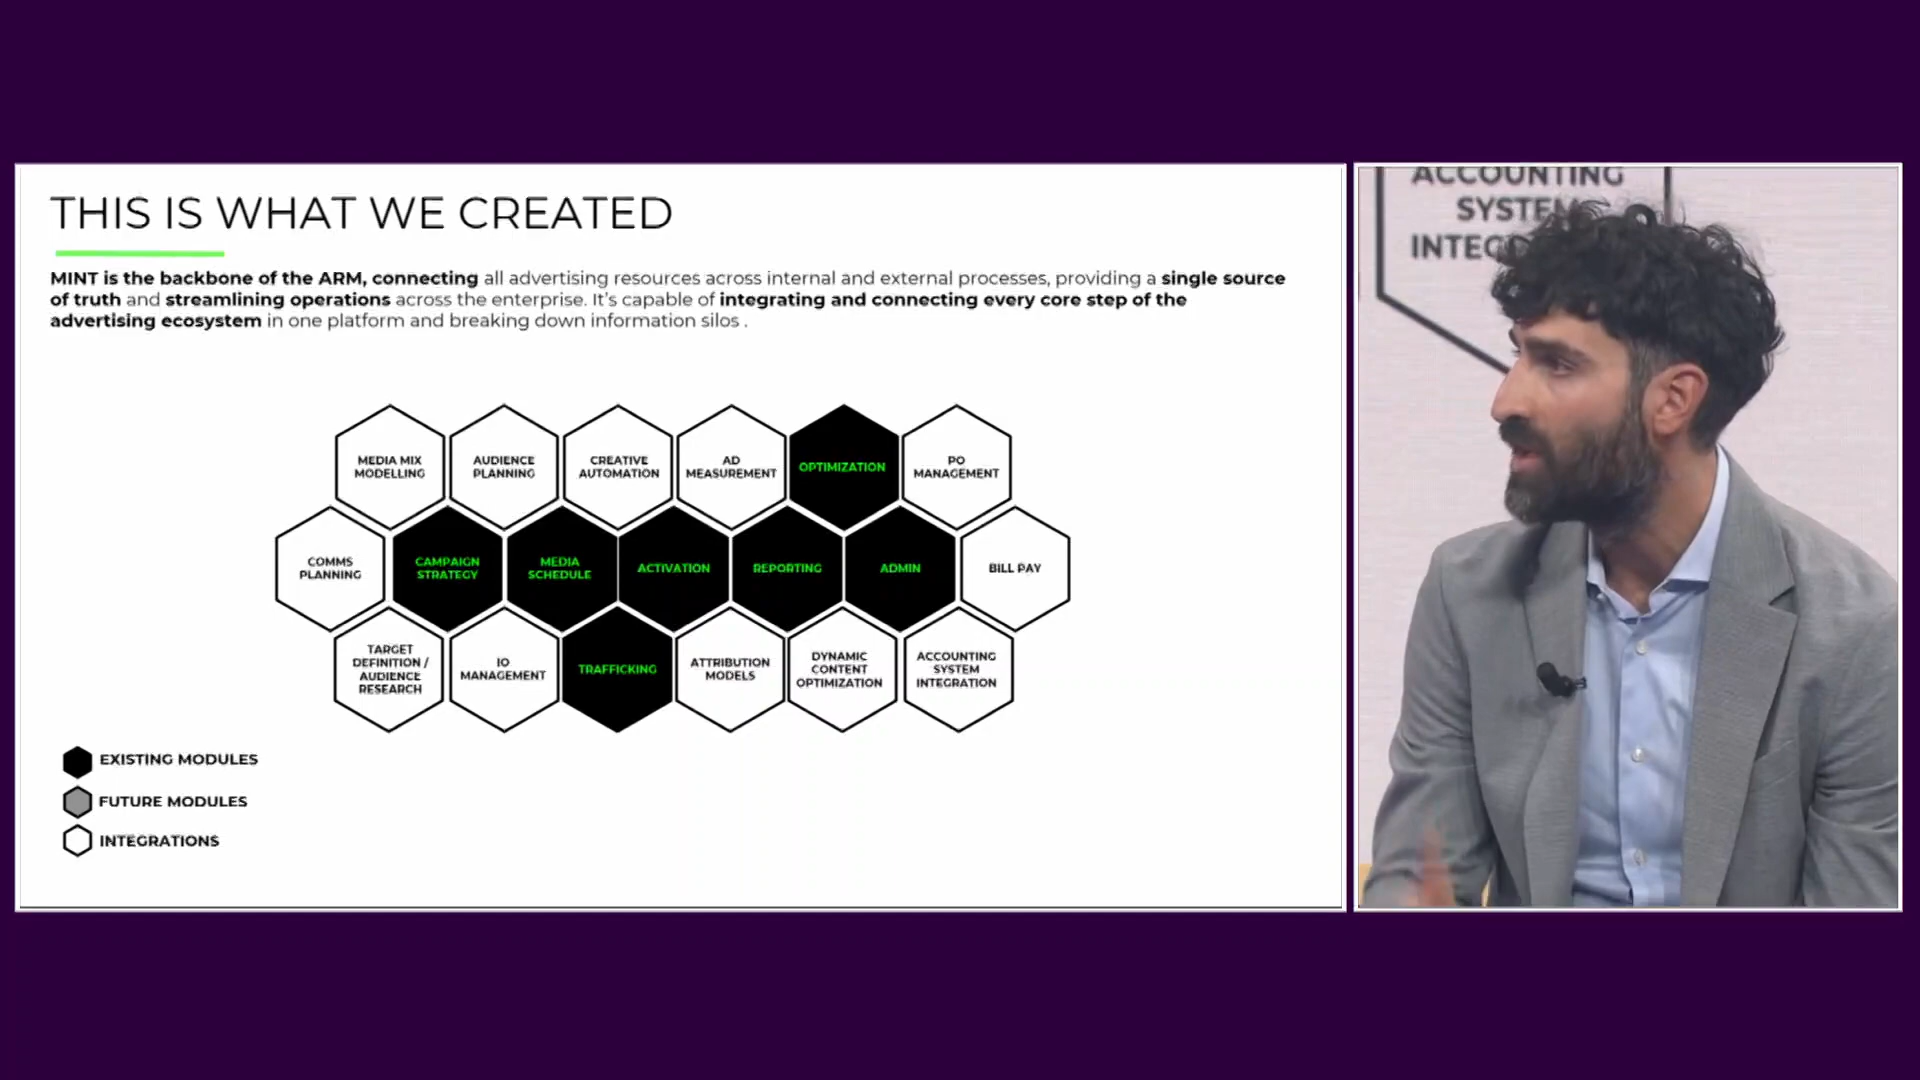 THIS IS WHAT WE CREATED
MINT is the backbone of the ARM, connecting all advertising resources across internal and external processes, providing a single source
of truth and streamlining operations across the enterprise. It's capable of integrating and connecting every core step of the
advertising ecosystem in one platform and breaking down information silos .
MEDIA MIX
MODELLING
AUDIENCE
PLANNING
CREATIVE
AUTOMATION
AD
MEASUREMENT
OPTIMIZATION
PO
MANAGEMENT
COMMS
PLANNING
CAMPAIGN
STRATEGY
MEDIA
SCHEDULE
ACTIVATION
REPORTING
ADMIN
BILL PAY
TARGET
DEFINITION /
AUDIENCE
RESEARCH
IO
MANAGEMENT
TRAFFICKING
ATTRIBUTION
MODELS
DYNAMIC
CONTENT
OPTIMIZATION
ACCOUNTING
SYSTEM
INTEGRATION
EXISTING MODULES
FUTURE MODULES
INTEGRATIONS
ACCOUNTING
SYSTEM